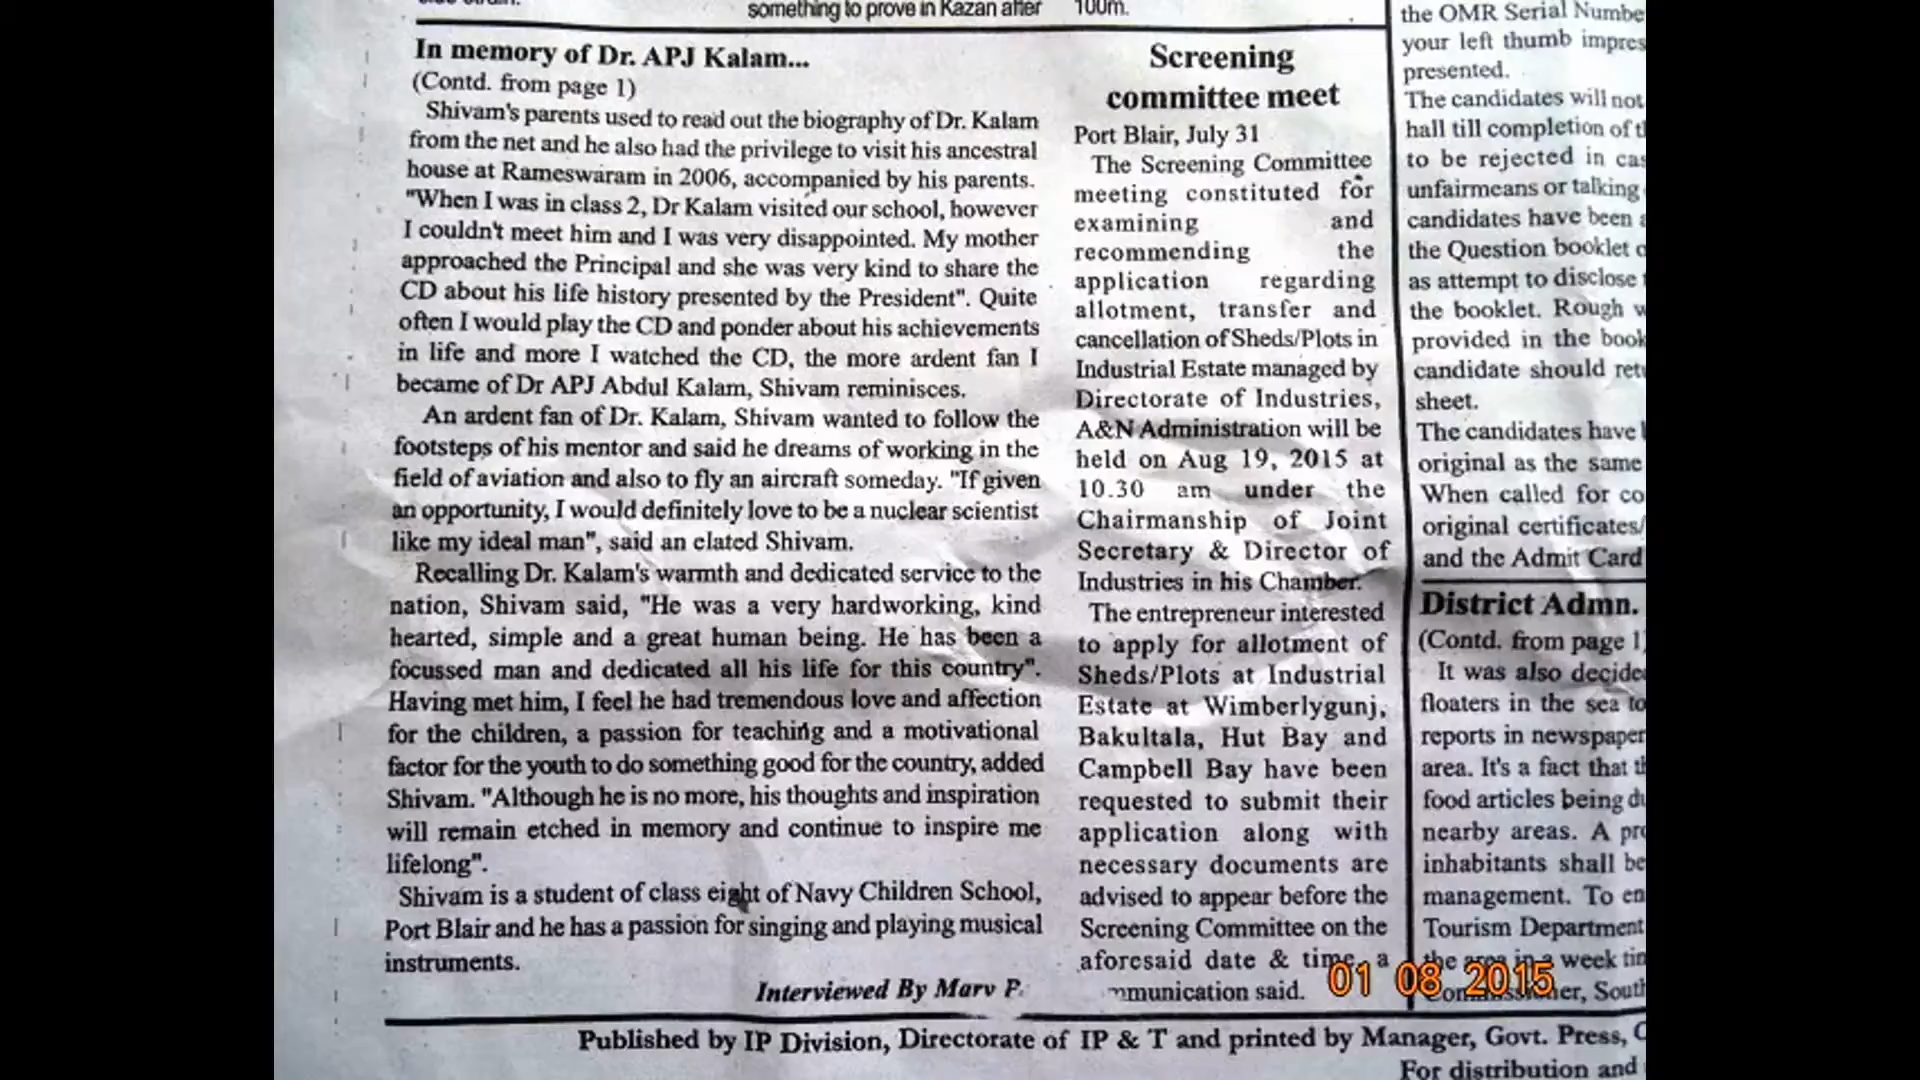 something to prove in Kazan after
100m.
In memory of Dr. APJ Kalam...
(Contd. from page 1)
Shivam's parents used to read out the biography of Dr. Kalam
from the net and he also had the privilege to visit his ancestral
house at Rameswaram in 2006, accompanied by his parents.
"When I was in class 2, Dr Kalam visited our school, however
I couldn't meet him and I was very disappointed. My mother
approached the Principal and she was very kind to share the
CD about his life history presented by the President". Quite
often I would play the CD and ponder about his achievements
in life and more I watched the CD, the more ardent fan I
became of Dr APJ Abdul Kalam, Shivam reminisces.
An ardent fan of Dr. Kalam, Shivam wanted to follow the
footsteps of his mentor and said he dreams of working in the
field of aviation and also to fly an aircraft someday. "If given
an opportunity, I would definitely love to be a nuclear scientist
like my ideal man", said an elated Shivam.
Recalling Dr. Kalam's warmth and dedicated service to the
nation, Shivam said, "He was a very hardworking, kind
hearted, simple and a great human being. He has been a
focussed man and dedicated all his life for this country".
Having met him, I feel he had tremendous love and affection
for the children, a passion for teaching and a motivational
factor for the youth to do something good for the country, added
Shivam. "Although he is no more, his thoughts and inspiration
will remain etched in memory and continue to inspire me
lifelong".
Shivam is a student of class eight of Navy Children School,
Port Blair and he has a passion for singing and playing musical
instruments.
Interviewed By Marv P.
Screening
committee meet
Port Blair, July 31
The Screening Committee
meeting constituted for
examining and
recommending the
application regarding
allotment, transfer and
cancellation of Sheds/Plots in
Industrial Estate managed by
Directorate of Industries,
A&N Administration will be
held on Aug 19, 2015 at
10.30 am under the
Chairmanship of Joint
Secretary & Director of
Industries in his Chamber.
The entrepreneur interested
to apply for allotment of
Sheds/Plots at Industrial
Estate at Wimberlygunj,
Bakultala, Hut Bay and
Campbell Bay have been
requested to submit their
application along with
necessary documents are
advised to appear before the
Screening Committee on the
aforesaid date & time, a
said.
the OMR Serial Numbe
your left thumb impres
presented.
The candidates will not
hall till completion of
to be rejected in cas
unfairmeans or talking
candidates have been
the Question booklet
as attempt to disclose
the booklet. Rough
provided in the book
candidate should
sheet.
The candidates have
original as the same
When called for co
original certificates/
and the Admit Card
District Admn.
(Contd. from page 1
It was also decide
floaters in the sea to
reports in newspaper
area. It's a fact that
food articles being
nearby areas. A
inhabitants shall be
management. To en
Tourism Department
the area in a week
South
01 08 2015
Published by IP Division, Directorate of IP & T and printed by Manager, Govt. Press,
For distribution and